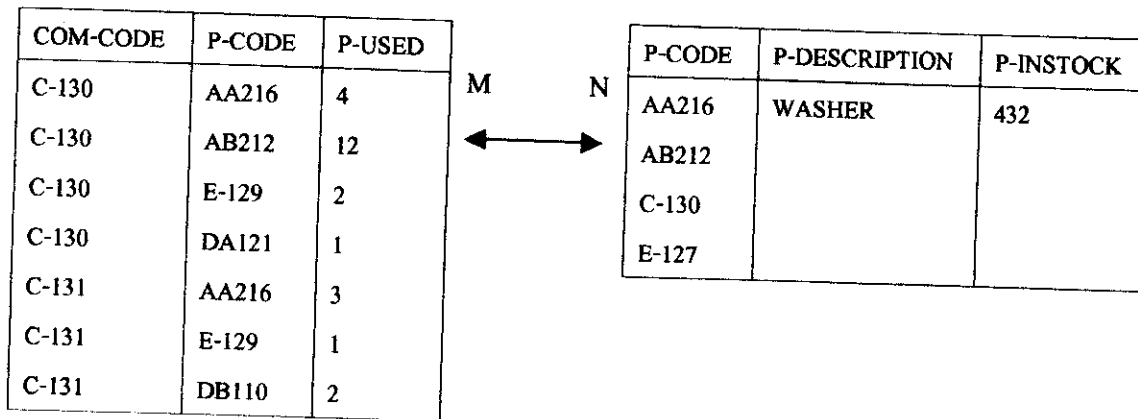 COM-CODE P-CODE P-USED
C-130 AA216 4
C-130 AB212 12
C-130 E-129 2
C-130 DA121 1
C-131 AA216 3
C-131 E-129 1
C-131 DB110 2
M N
P-CODE P-DESCRIPTION P-INSTOCK
AA216 WASHER 432
AB212
C-130
E-127